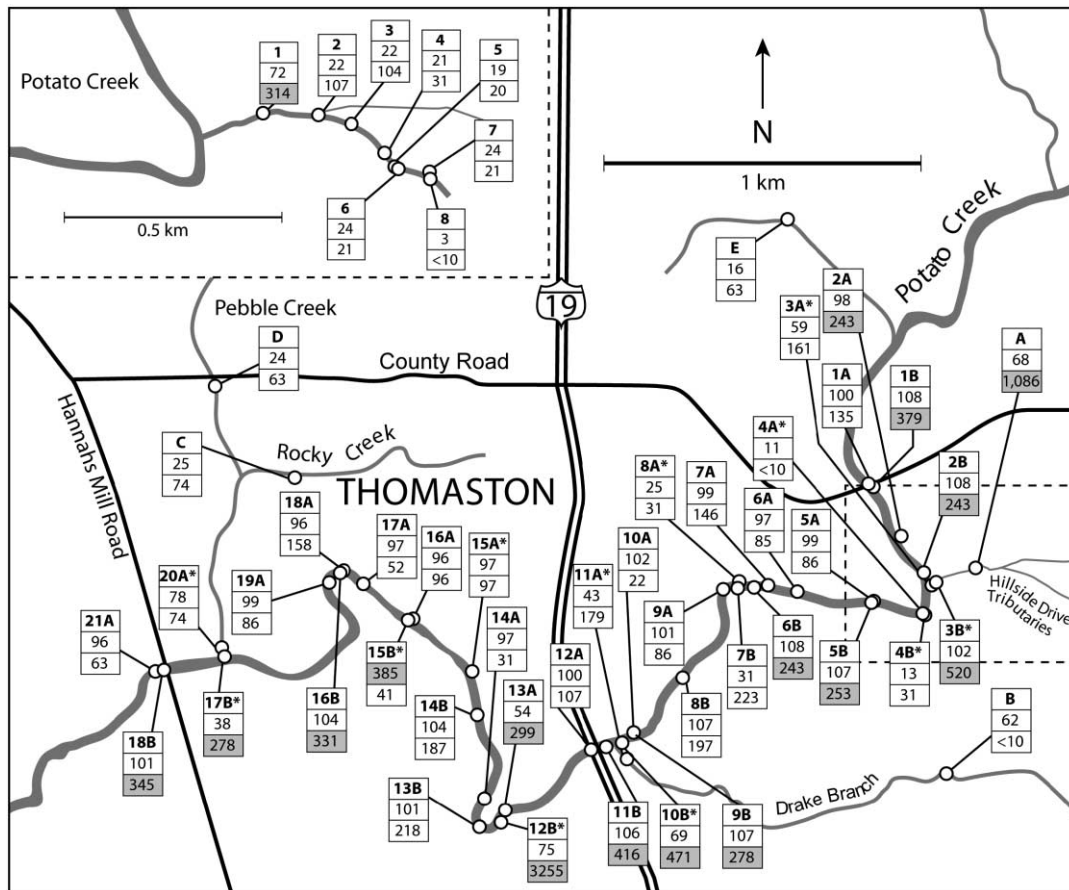 Potato Creek
0.5 km
1
72
314
2
22
107
3
22
104
4
21
31
5
19
20
7
24
21
6
24
21
8
3
<10
N
1 km
19
Potato Creek
E
16
63
2A
98
243
3A*
59
161
A
68
1,086
1A
100
135
1B
108
379
4A*
11
<10
2B
108
243
Pebble Creek
D
24
63
County Road
Hannahs Mill Road
C
25
74
Rocky Creek
THOMASTON
8A*
25
31
7A
99
146
6A
97
85
5A
99
86
18A
96
158
17A
97
52
16A
96
96
15A*
97
97
10A
102
22
11A*
43
179
9A
101
86
14A
97
31
20A*
78
74
19A
99
86
21A
96
63
Hillside Drive
Tributaries
6B
108
243
5B
107
253
4B*
13
31
3B*
102
520
7B
31
223
8B
107
197
12A
100
107
13A
54
299
15B*
385
41
14B
104
187
16B
104
331
17B*
38
278
18B
101
345
B
62
<10
Drake Branch
13B
101
218
12B*
75
3255
11B
106
416
10B*
69
471
9B
107
278